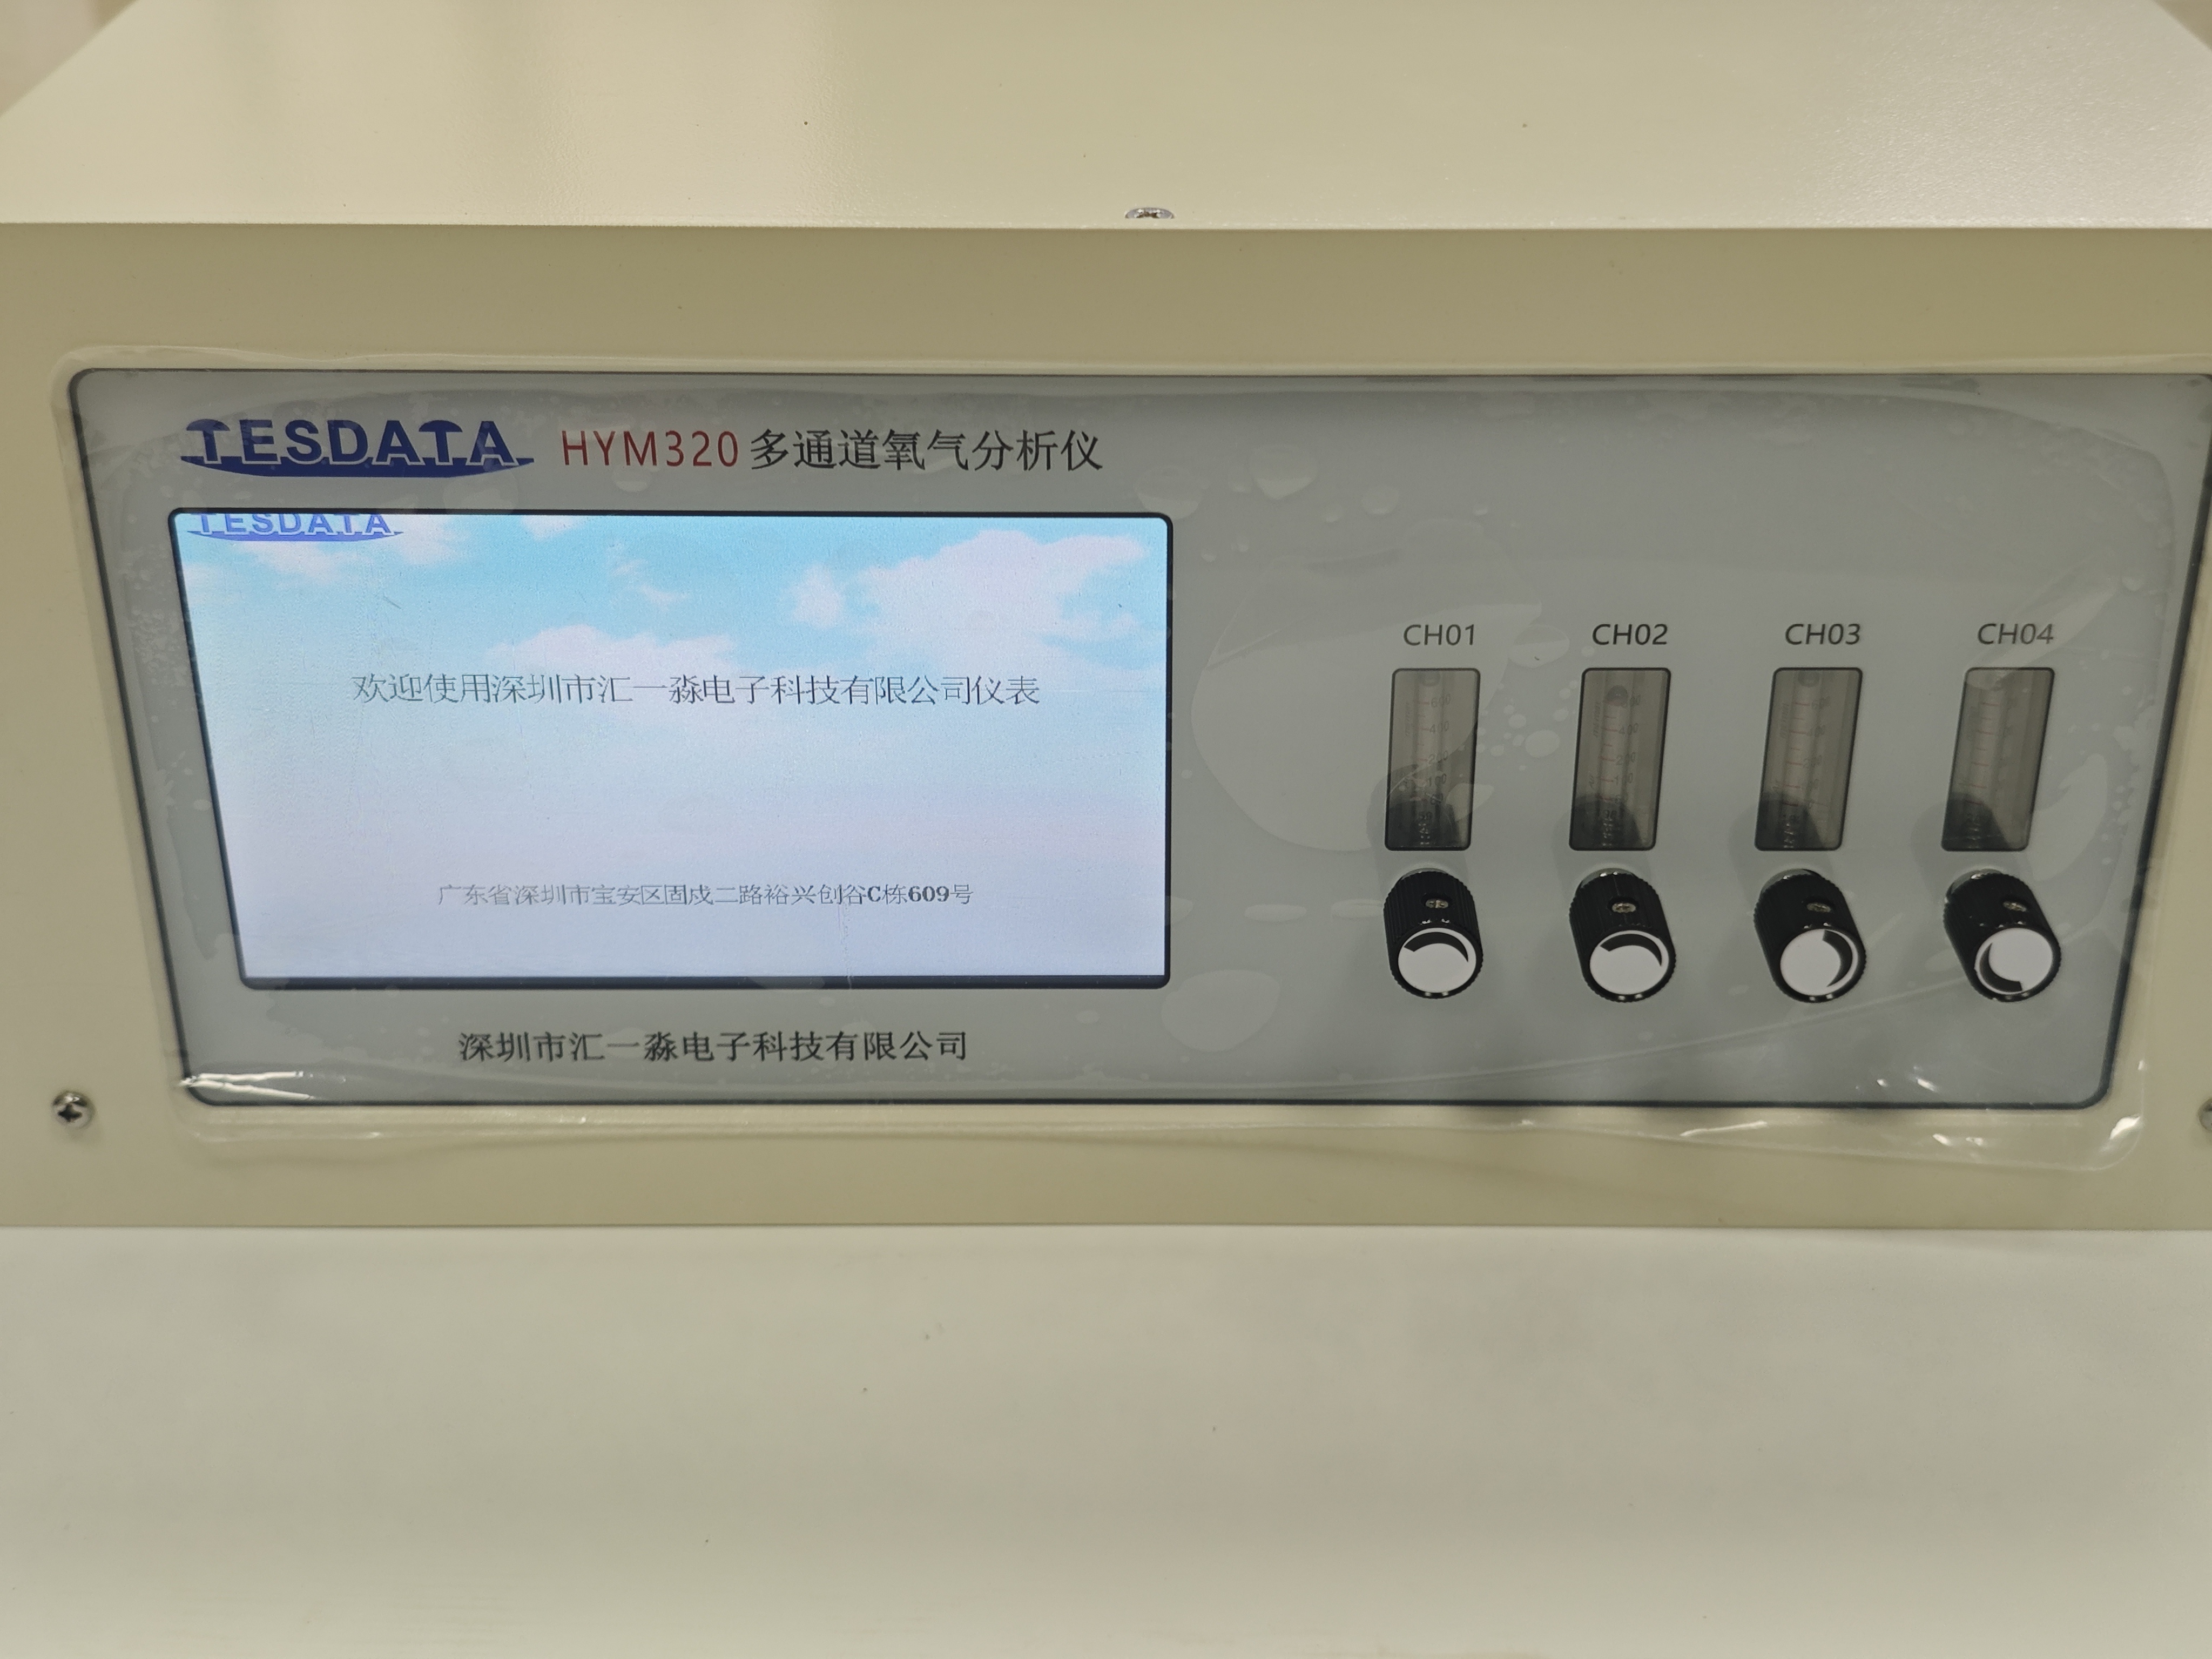 TESDATA HYM320多通道氧气分析仪
TESDATA
欢迎使用深圳市汇一淼电子科技有限公司仪表
广东省深圳市宝安区固戍二路裕兴创谷C栋609号
深圳市汇一淼电子科技有限公司
CH01 CH02 CH03 CH04